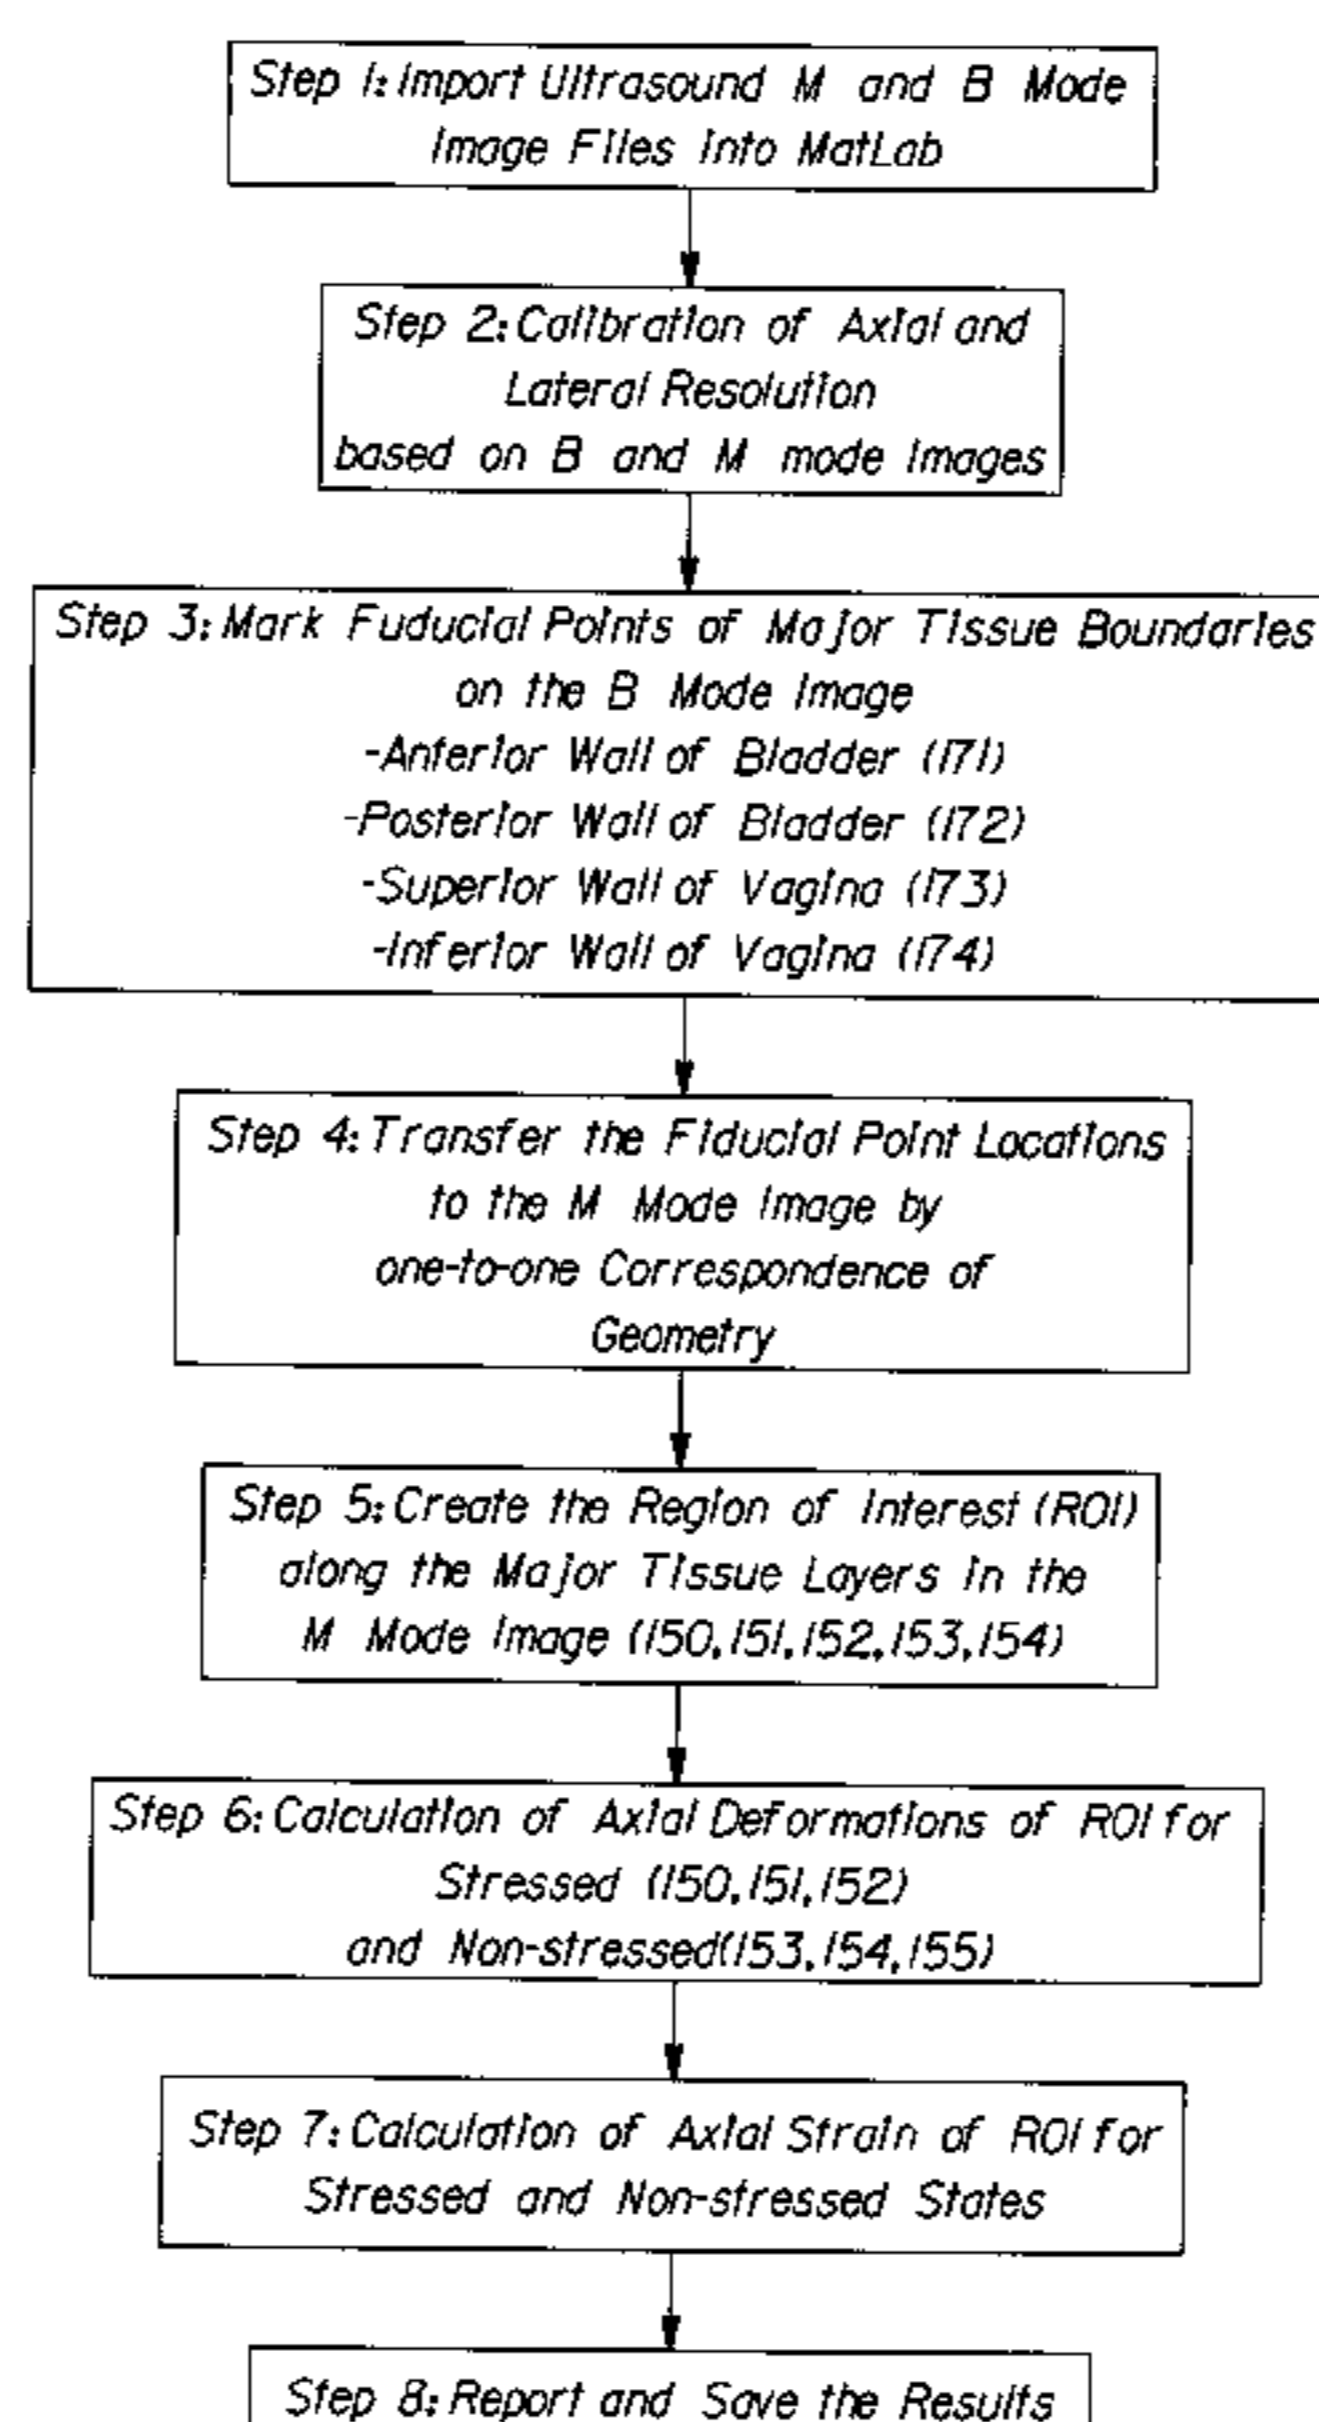 Step 1: Import Ultrasound M and B Mode
Image Files into MatLab
Step 2: Calibration of Axial and
Lateral Resolution
based on B and M mode Images
Step 3: Mark Fuducial Points of Major Tissue Boundaries
on the B Mode Image
-Anterior Wall of Bladder (171)
-Posterior Wall of Bladder (172)
-Superior Wall of Vagina (173)
-Inferior Wall of Vagina (174)
Step 4: Transfer the Fiducial Point Locations
to the M Mode Image by
one-to-one Correspondence of
Geometry
Step 5: Create the Region of Interest (ROI)
along the Major Tissue Layers in the
M Mode Image (150,151,152,153,154)
Step 6: Calculation of Axial Deformations of ROI for
Stressed (150,151,152)
and Non-stressed(153,154,155)
Step 7: Calculation of Axial Strain of ROI for
Stressed and Non-stressed States
Step 8: Report and Save the Results